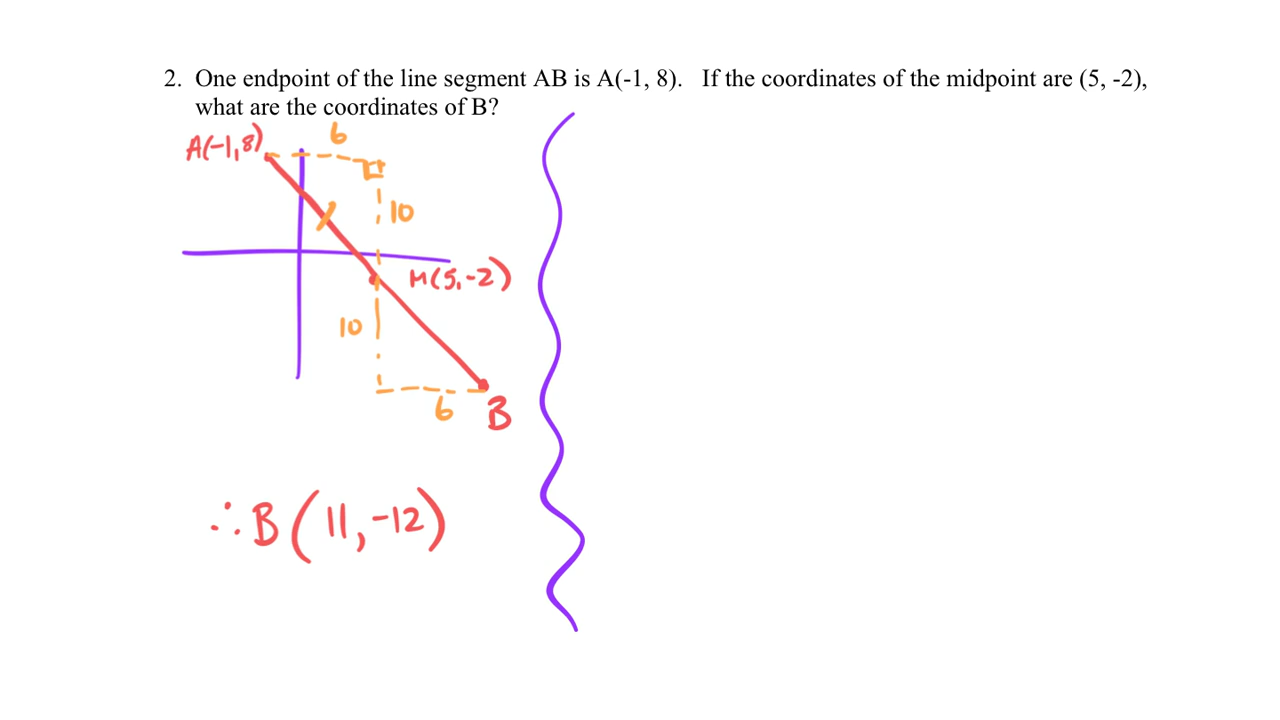 2. One endpoint of the line segment AB is A(-1, 8). If the coordinates of the midpoint are (5, -2),
what are the coordinates of B?
A(-1,8)
6
10
M(5,-2)
10
6
B
∴ B(11,-12)